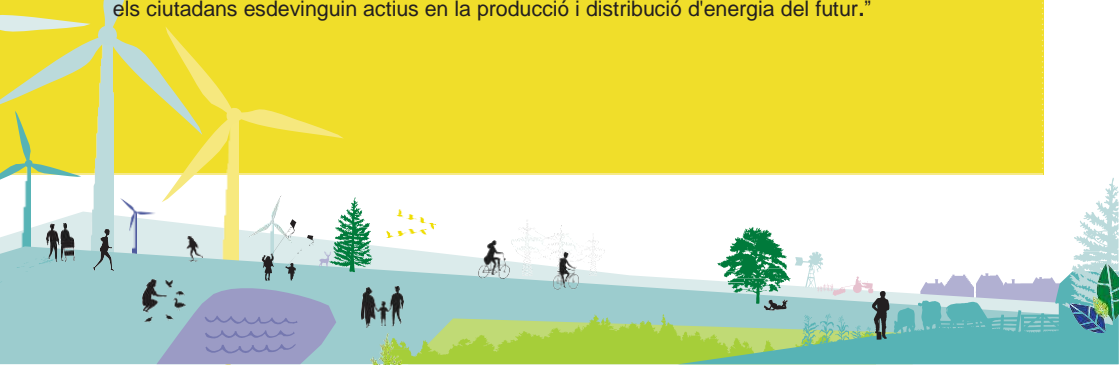 els ciutadans esdevinguin actius en la producció i distribució d'energia del futur.”